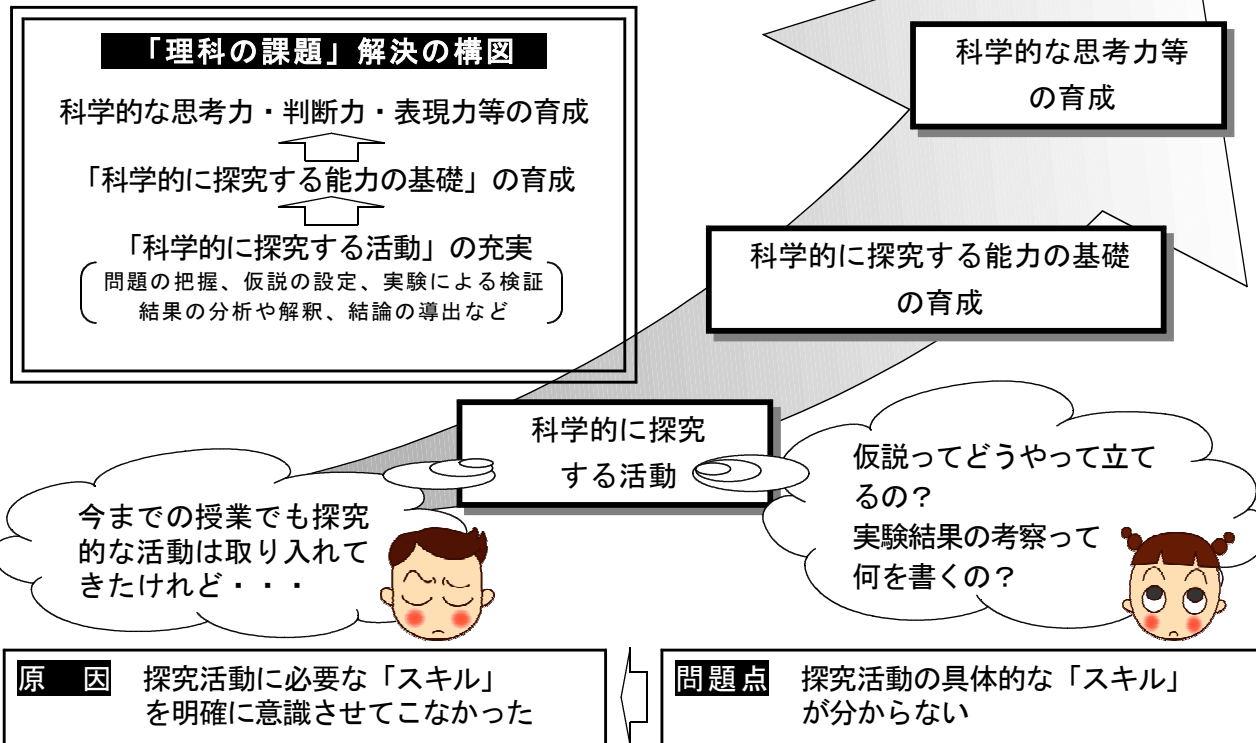 「理科の課題」解決の構図
科学的な思考力・判断力・表現力等の育成
「科学的に探究する能力の基礎」の育成
「科学的に探究する活動」の充実
問題の把握、仮説の設定、実験による検証
結果の分析や解釈、結論の導出など
科学的な思考力等
の育成
科学的に探究する能力の基礎
の育成
科学的に探究
する活動
今までの授業でも探究
的な活動は取り入れて
きたけれど・・・
仮説ってどうやって立て
るの？
実験結果の考察って
何を書くの？
原　因　探究活動に必要な「スキル」
を明確に意識させてこなかった
問題点　探究活動の具体的な「スキル」
が分からない